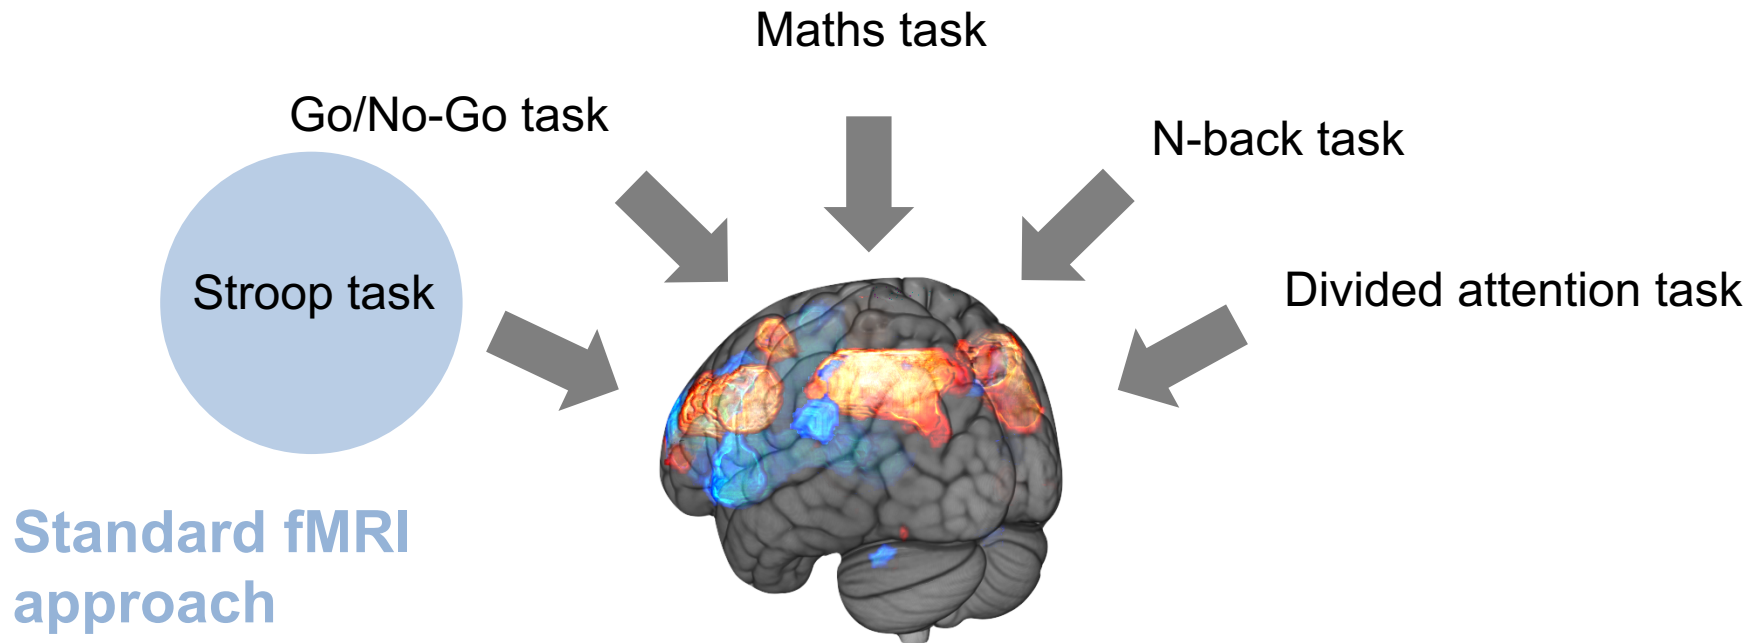 Maths task
Go/No-Go task
N-back task
Stroop task
Divided attention task
Standard fMRI
approach